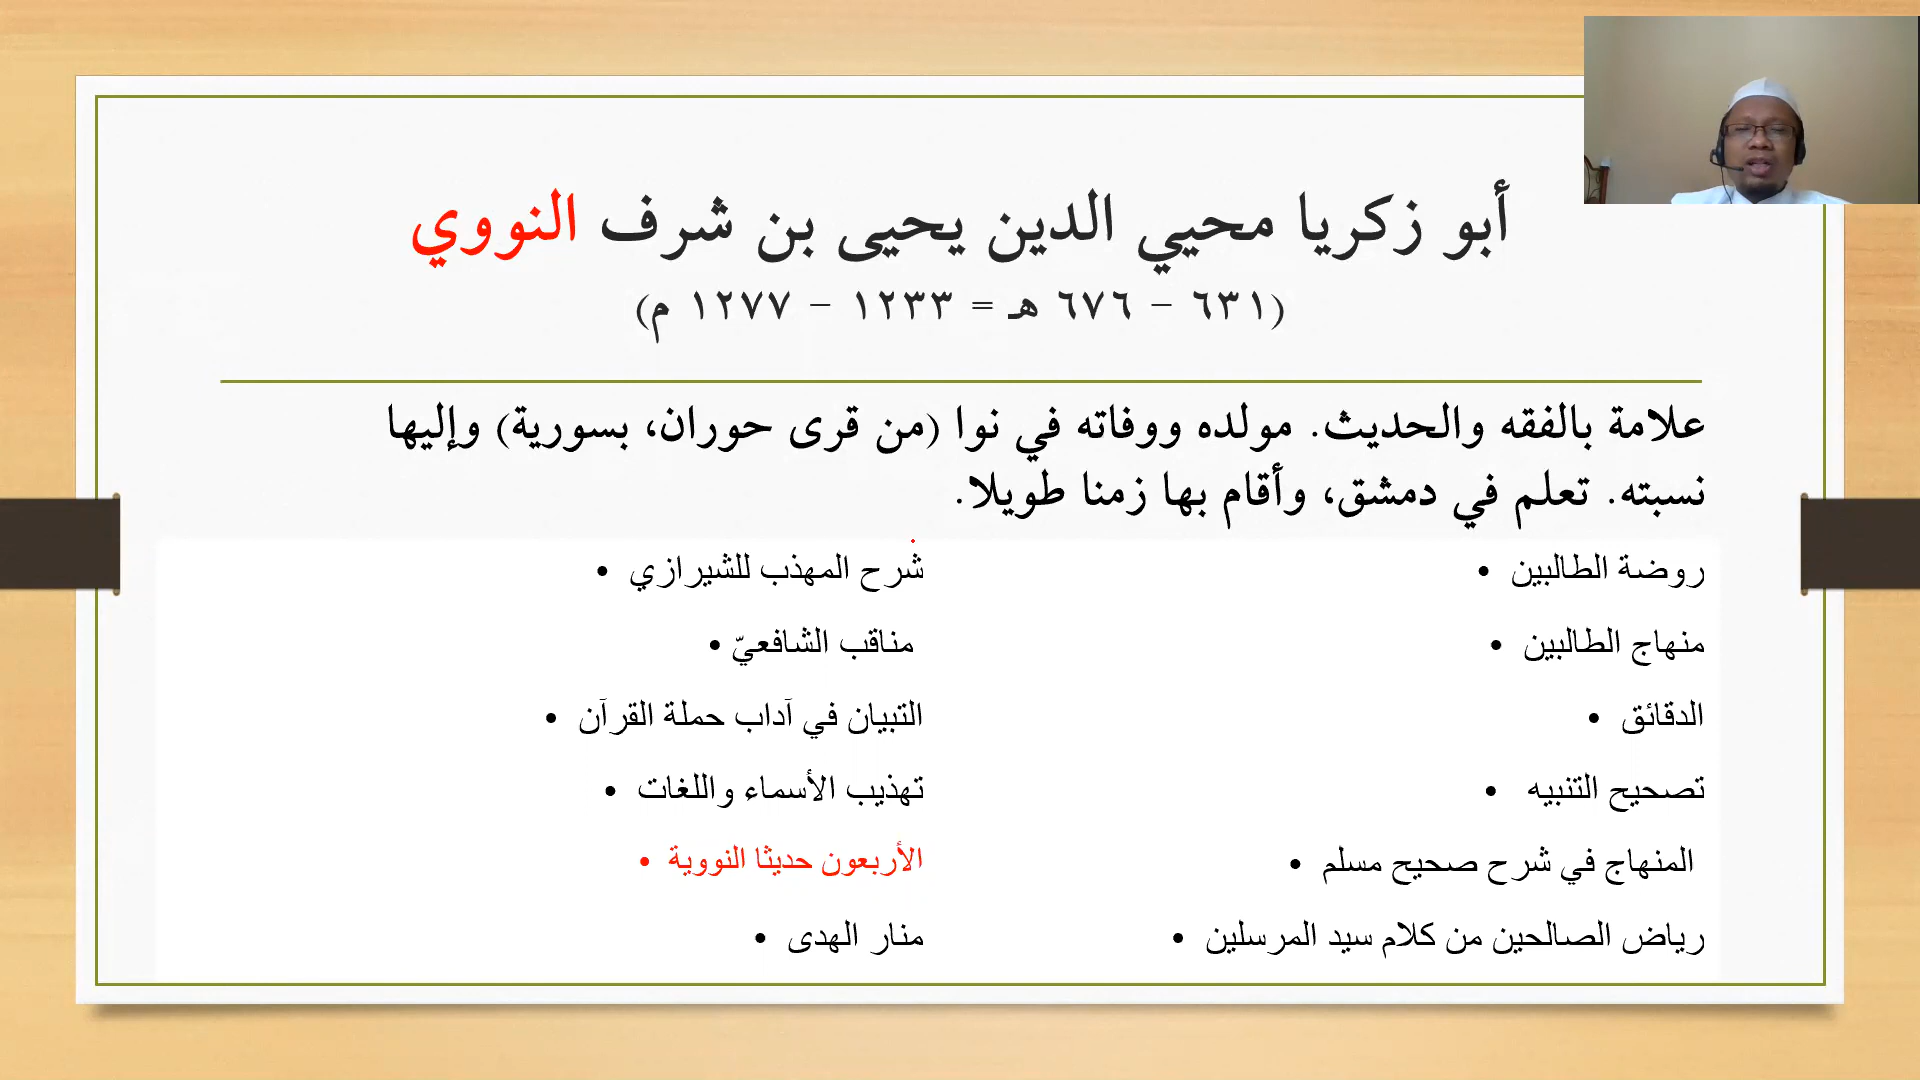 أبو زكريا محيي الدين يحيى بن شرف النووي
(٦٣١ - ٦٧٦ هـ = ١٢٣٣ - ١٢٧٧ م)
علامة بالفقه والحديث. مولده ووفاته في نوا (من قرى حوران، بسورية) وإليها
نسبته. تعلم في دمشق، وأقام بها زمنا طويلا.
روضة الطالبين •
منهاج الطالبين •
الدقائق •
تصحيح التنبيه •
المنهاج في شرح صحيح مسلم •
رياض الصالحين من كلام سيد المرسلين •
شرح المهذب للشيرازي •
مناقب الشافعيّ •
التبيان في آداب حملة القرآن •
تهذيب الأسماء واللغات •
الأربعون حديثا النووية •
منار الهدى •